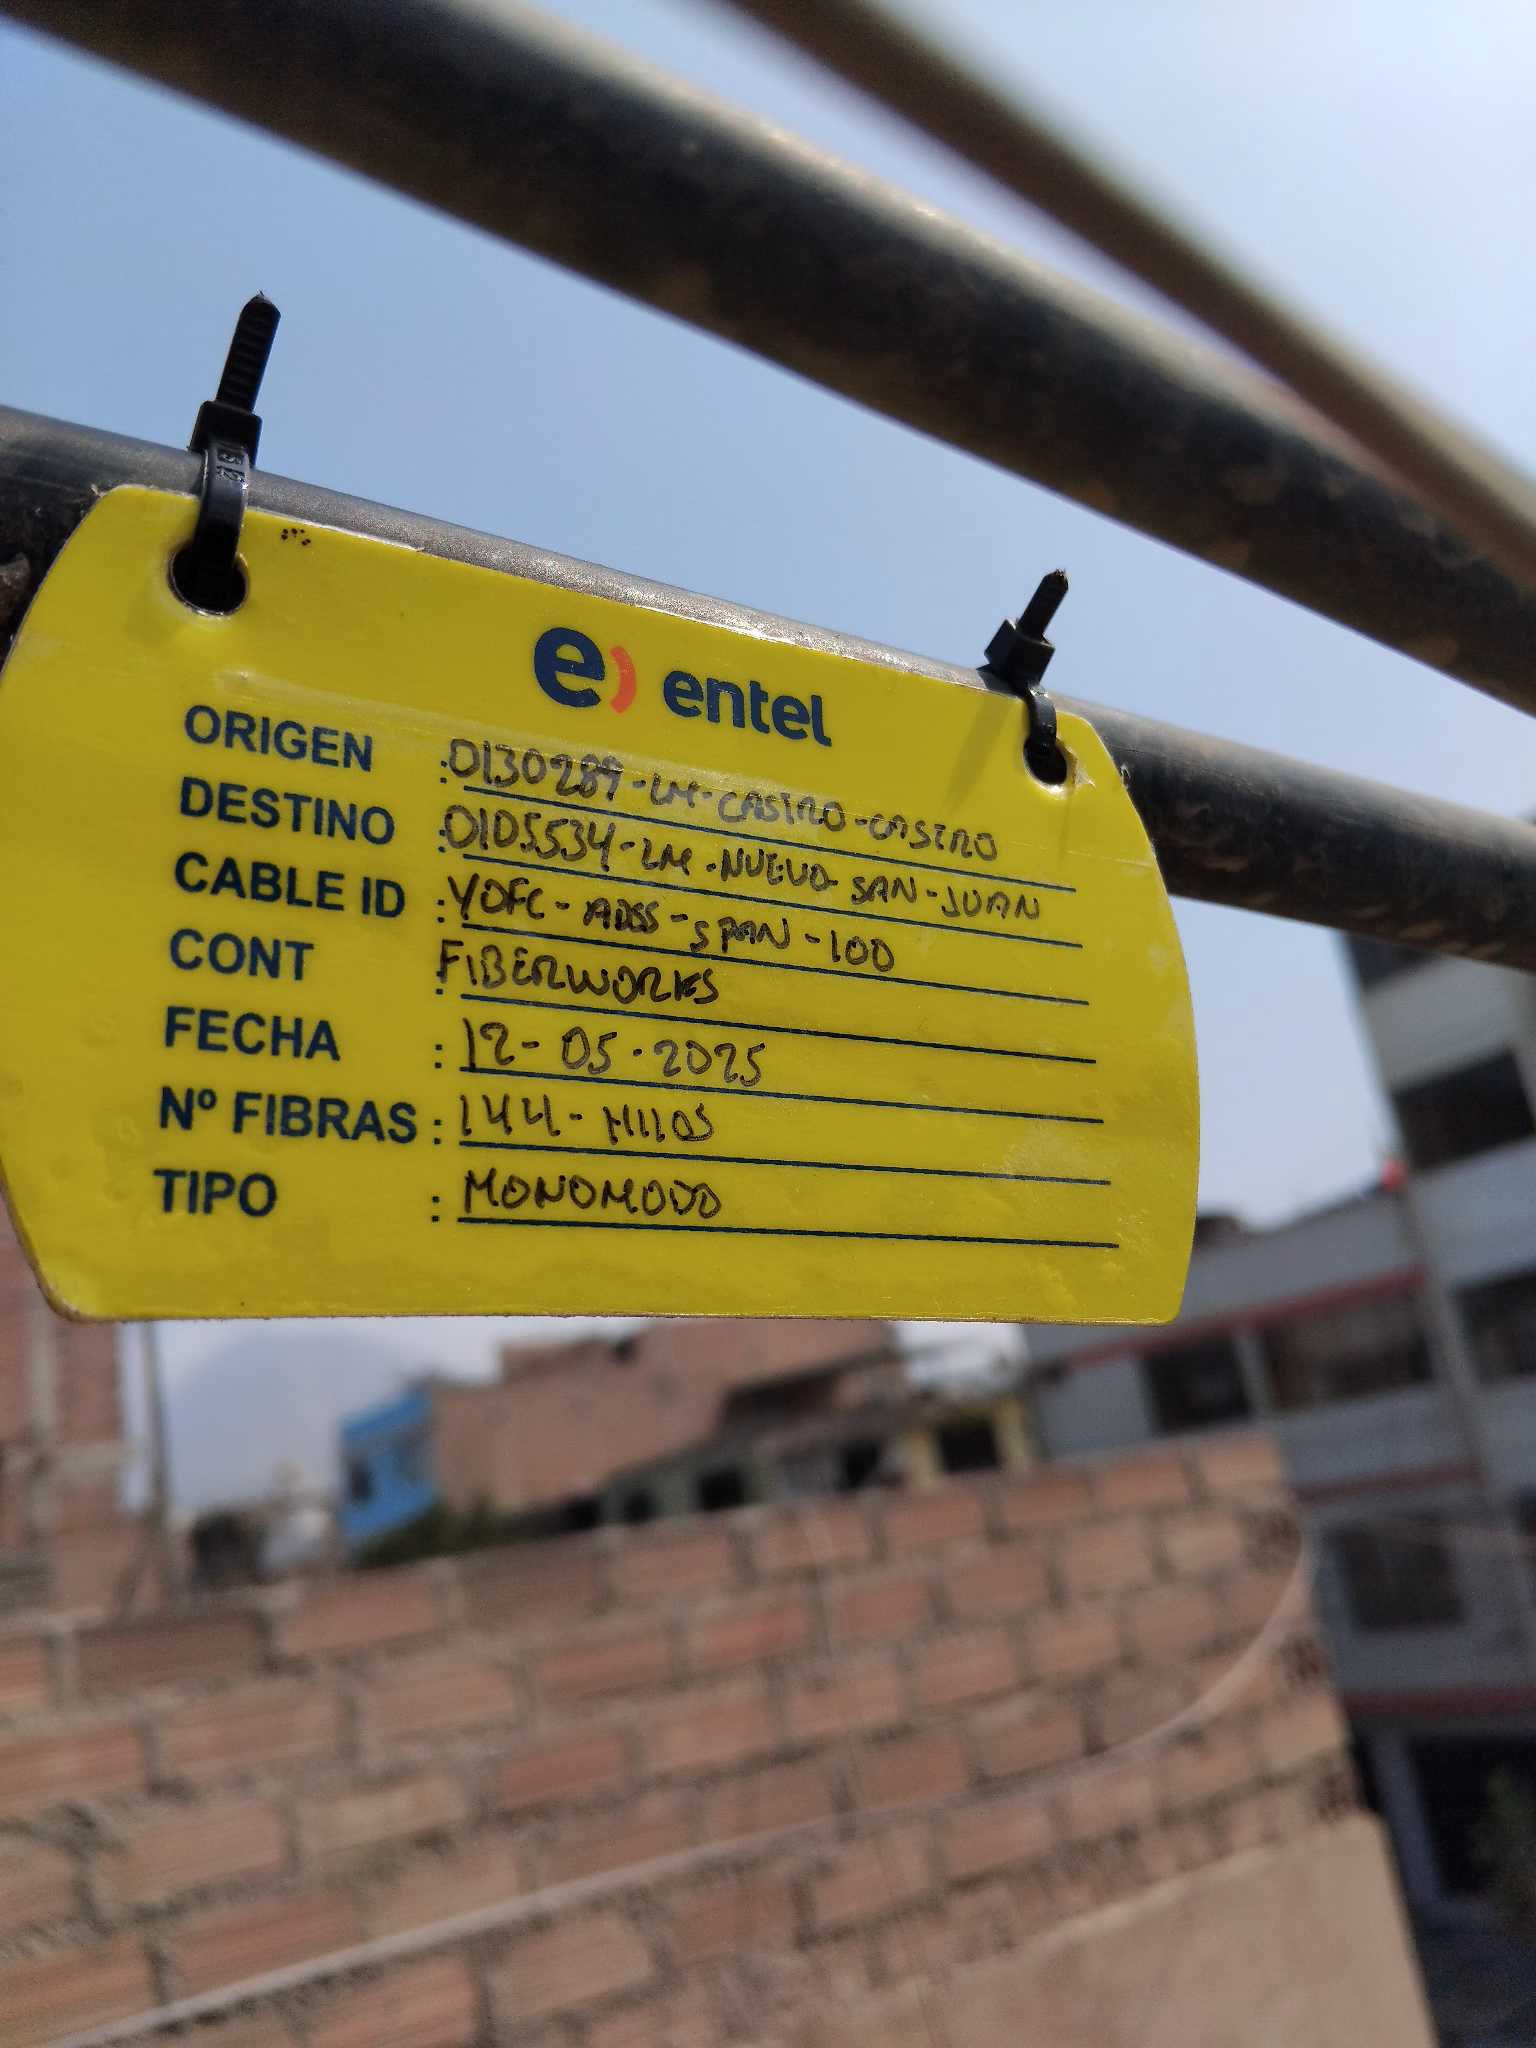 e) entel
ORIGEN : 0130289-LM-CASTRO-CASTRO
DESTINO : 0105534-LM-NUEVO-SAN-JUAN
CABLE ID : YOFC-ADSS-SPAN-100
CONT : FIBERWORKS
FECHA : 12-05-2025
Nº FIBRAS : 144-HILOS
TIPO : MONOMODO